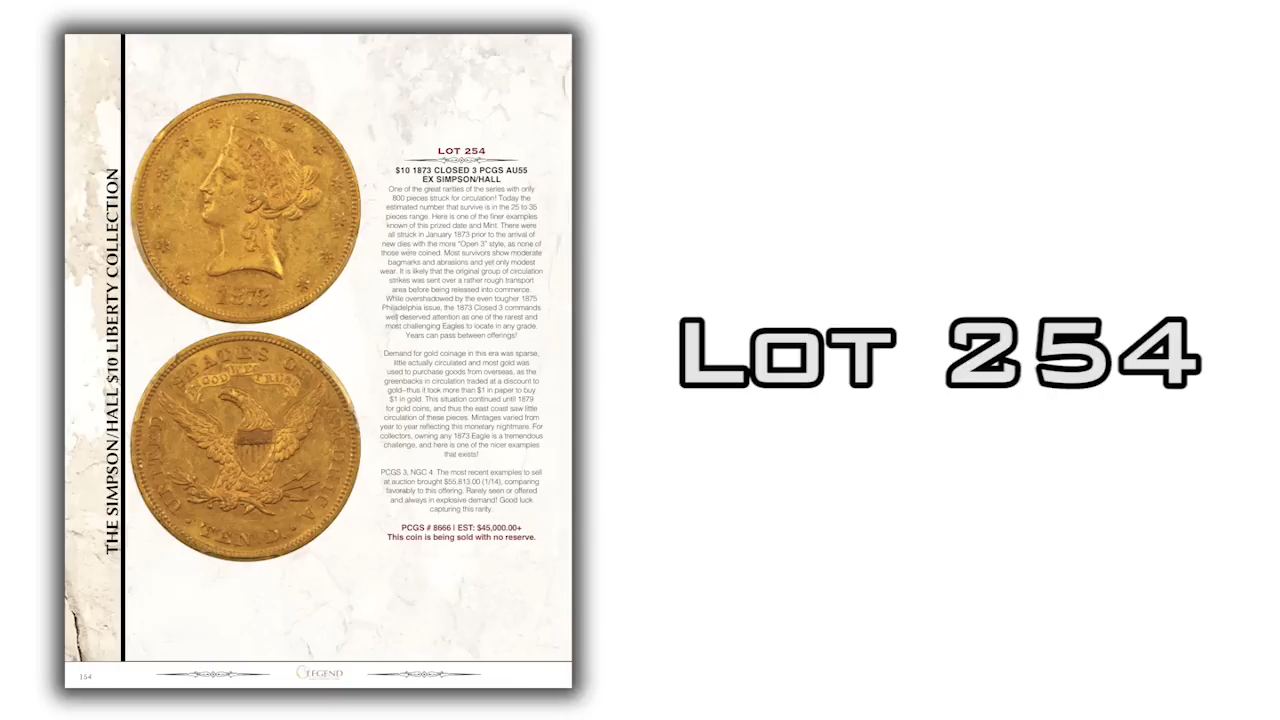 THE SIMPSON/HALL $10 LIBERTY COLLECTION
LOT 254
$10 1873 CLOSED 3 PCGS AU55
EX SIMPSON/HALL
One of the great rarities of the series with only
800 pieces struck for circulation! Today the
estimated number that survive is in the 25 to 35
pieces range. Here is one of the finer examples
known of this prized date and Mint. There were
all struck in January 1873 prior to the arrival of
new dies with the more "Open 3" style, as none of
those were coined. Most survivors show moderate
bagmarks and abrasions and yet only modest
wear. It is likely that the original group of circulation
strikes was sent over a rather rough transport
area before being released into commerce.
While overshadowed by the even tougher 1875
Philadelphia issue, the 1873 Closed 3 commands
well deserved attention as one of the rarest and
most challenging Eagles to locate in any grade.
Years can pass between offerings!
Demand for gold coinage in this era was sparse,
little actually circulated and most gold was
used to purchase goods from overseas, as the
greenbacks in circulation traded at a discount to
gold--thus it took more than $1 in paper to buy
$1 in gold. This situation continued until 1879
for gold coins, and thus the east coast saw little
circulation of these pieces. Mintages varied from
year to year reflecting this monetary nightmare. For
collectors, owning any 1873 Eagle is a tremendous
challenge, and here is one of the nicer examples
that exists!
PCGS 3, NGC 4. The most recent examples to sell
at auction brought $55,813.00 (1/14), comparing
favorably to this offering. Rarely seen or offered
and always in explosive demand! Good luck
capturing this rarity.
PCGS # 8666 | EST: $45,000.00+
This coin is being sold with no reserve.
1873
UNITED STATES OF AMERICA
IN GOD WE TRUST
TEN D.
154
LEGEND
LOT 254